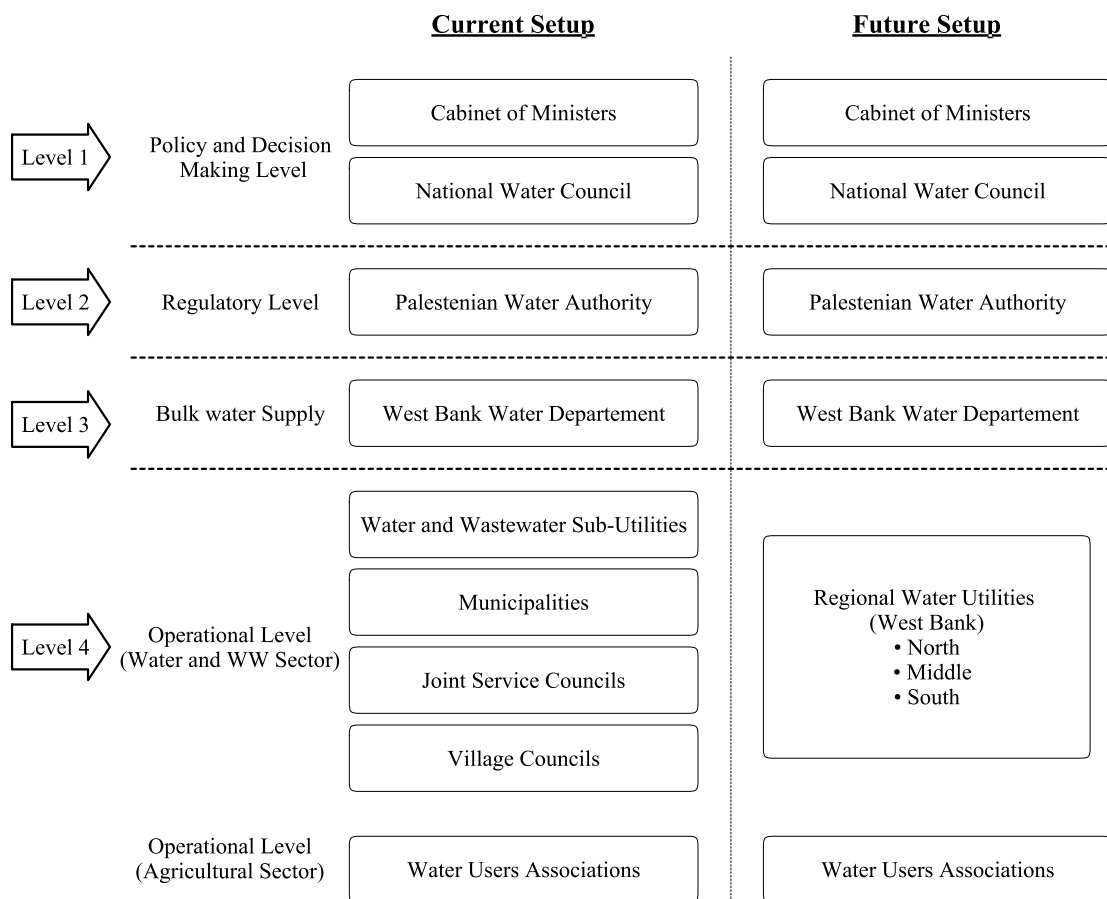 Current Setup
Future Setup
Level 1
Policy and Decision
Making Level
Cabinet of Ministers
Cabinet of Ministers
National Water Council
National Water Council
Level 2
Regulatory Level
Palestenian Water Authority
Palestenian Water Authority
Level 3
Bulk water Supply
West Bank Water Departement
West Bank Water Departement
Level 4
Operational Level
(Water and WW Sector)
Water and Wastewater Sub-Utilities
Municipalities
Joint Service Councils
Village Councils
Regional Water Utilities
(West Bank)
• North
• Middle
• South
Operational Level
(Agricultural Sector)
Water Users Associations
Water Users Associations